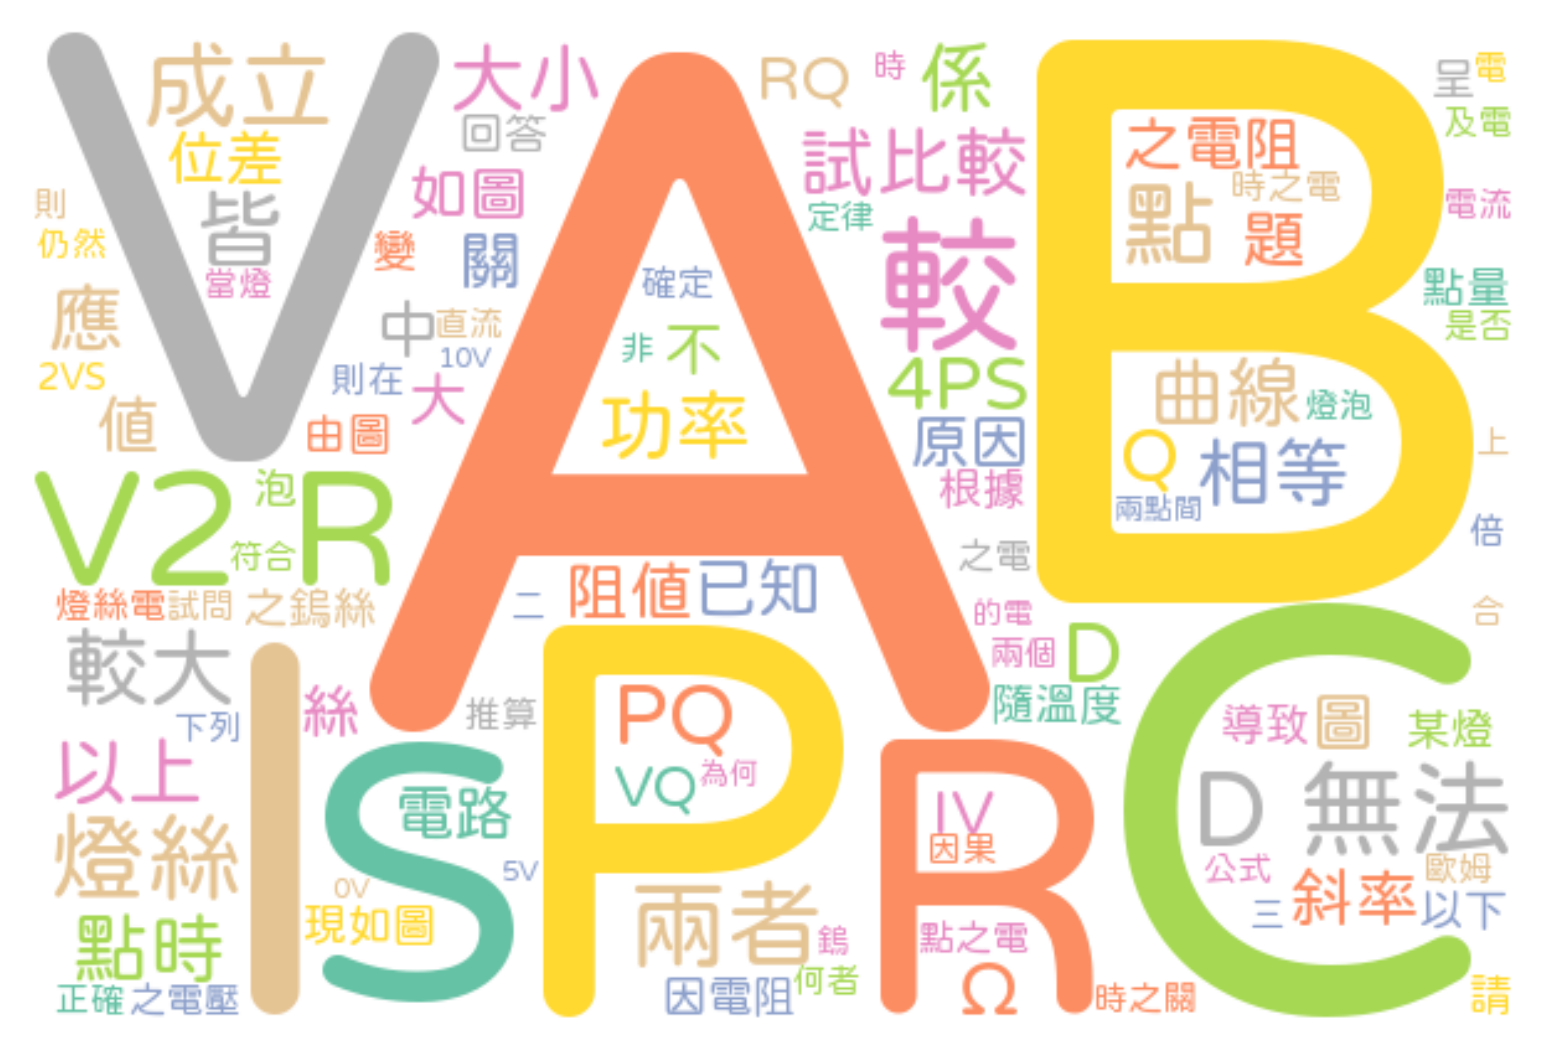 V
A
B
成立
大小
RQ
時
係
呈
電
回答
位差
試比較
之電阻
及電
如圖
皆
點
時之電
電流
則
定律
題
仍然
變
關
較
當燈
確定
點量
應
中
直流
非
不
是否
10V
2VS
則在
大
4PS
曲線
燈泡
值
由圖
功率
原因
Q
相等
上
V2R
泡
根據
兩點間
倍
符合
之電
燈絲電
試問
之鎢絲
二
阻值
已知
的電
合
較大
I
P
兩個
D
C
下列
絲
推算
PQ
隨溫度
導致
圖
某燈
以上
S
電路
VQ
為何
R
IV
D
無法
燈絲
5V
因果
公式
歐姆
0V
現如圖
兩者
三
斜率
以下
點時
鎢
點之電
正確
之電壓
因電阻
何者
Ω
時之關
請